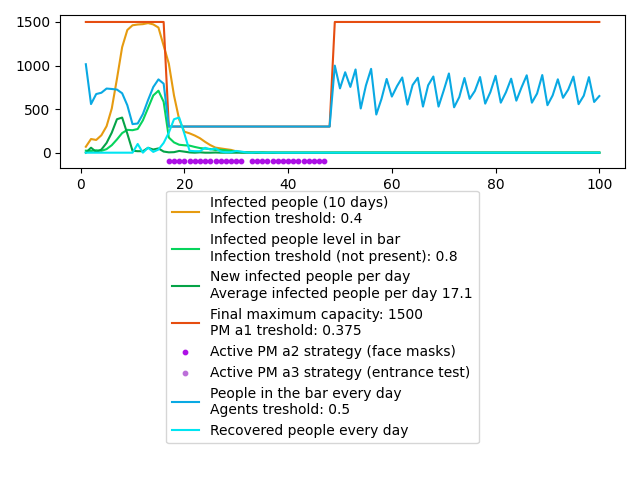 1500
1000
500
0
0 20 40 60 80 100
Infected people (10 days)
Infection treshold: 0.4
Infected people level in bar
Infection treshold (not present): 0.8
New infected people per day
Average infected people per day 17.1
Final maximum capacity: 1500
PM a1 treshold: 0.375
Active PM a2 strategy (face masks)
Active PM a3 strategy (entrance test)
People in the bar every day
Agents treshold: 0.5
Recovered people every day